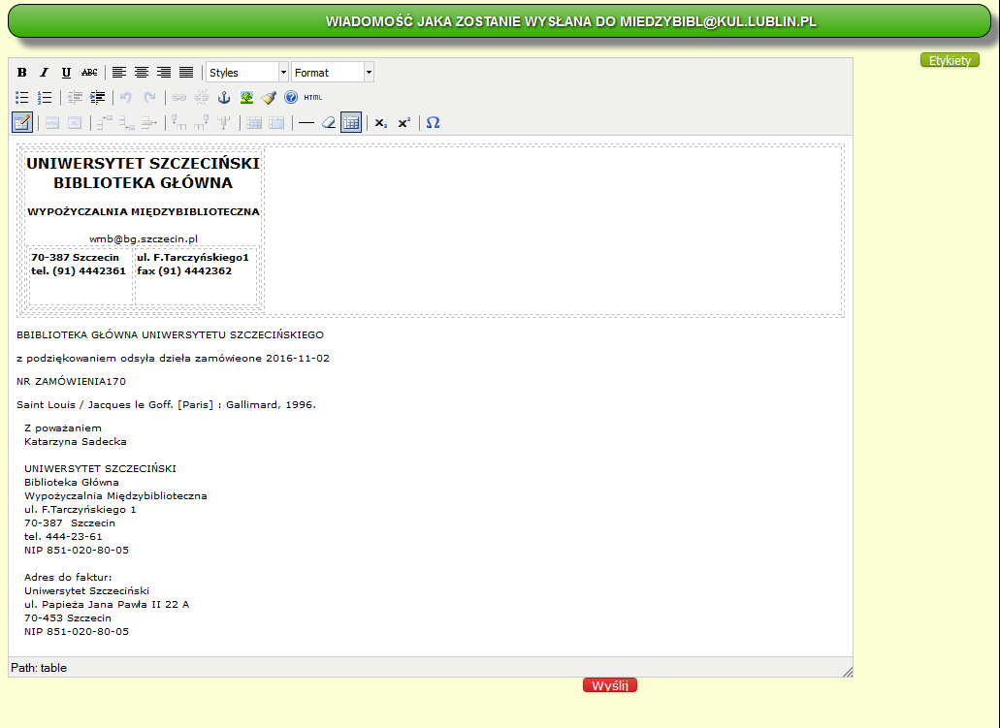 WIADOMOŚĆ JAKA ZOSTANIE WYSŁANA DO MIEDZYBIBL@KUL.LUBLIN.PL
Etykiety
B I U ABC Styles Format
HTML
x₂ x² Ω
UNIWERSYTET SZCZECIŃSKI
BIBLIOTEKA GŁÓWNA
WYPOŻYCZALNIA MIĘDZYBIBLIOTECZNA
wmb@bg.szczecin.pl
70-387 Szczecin ul. F.Tarczyńskiego1
tel. (91) 4442361 fax (91) 4442362
BBIBLIOTEKA GŁÓWNA UNIWERSYTETU SZCZECIŃSKIEGO
z podziękowaniem odsyła dzieła zamówieone 2016-11-02
NR ZAMÓWIENIA170
Saint Louis / Jacques le Goff. [Paris] : Gallimard, 1996.
Z poważaniem
Katarzyna Sadecka
UNIWERSYTET SZCZECIŃSKI
Biblioteka Główna
Wypożyczalnia Międzybiblioteczna
ul. F.Tarczyńskiego 1
70-387  Szczecin
tel. 444-23-61
NIP 851-020-80-05
Adres do faktur:
Uniwersytet Szczeciński
ul. Papieża Jana Pawła II 22 A
70-453 Szczecin
NIP 851-020-80-05
Path: table
Wyślij